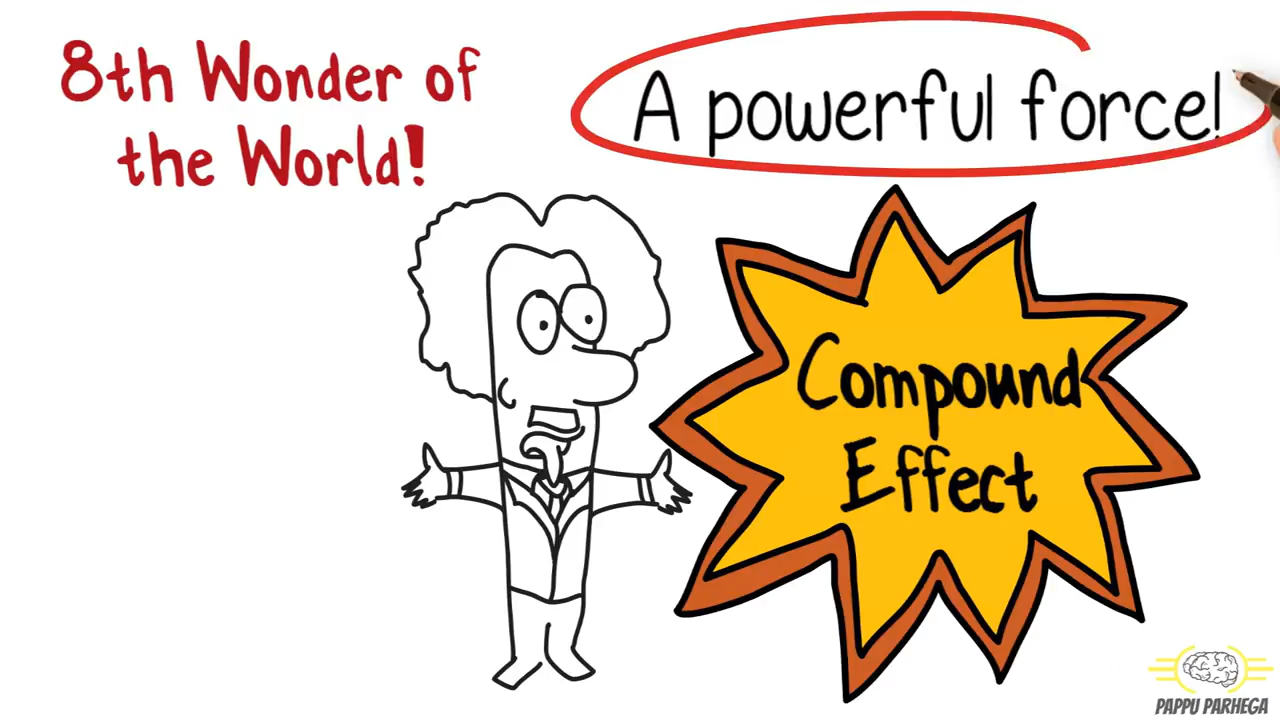 8th Wonder of
the World!
A powerful force!
Compound
Effect
PAPPU PARHEGA